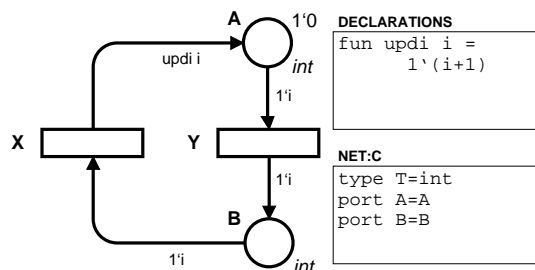 A
1‘0
int
updi i
1‘i
X
Y
1‘i
B
1‘i
int
DECLARATIONS
fun updi i =
1‘(i+1)
NET:C
type T=int
port A=A
port B=B